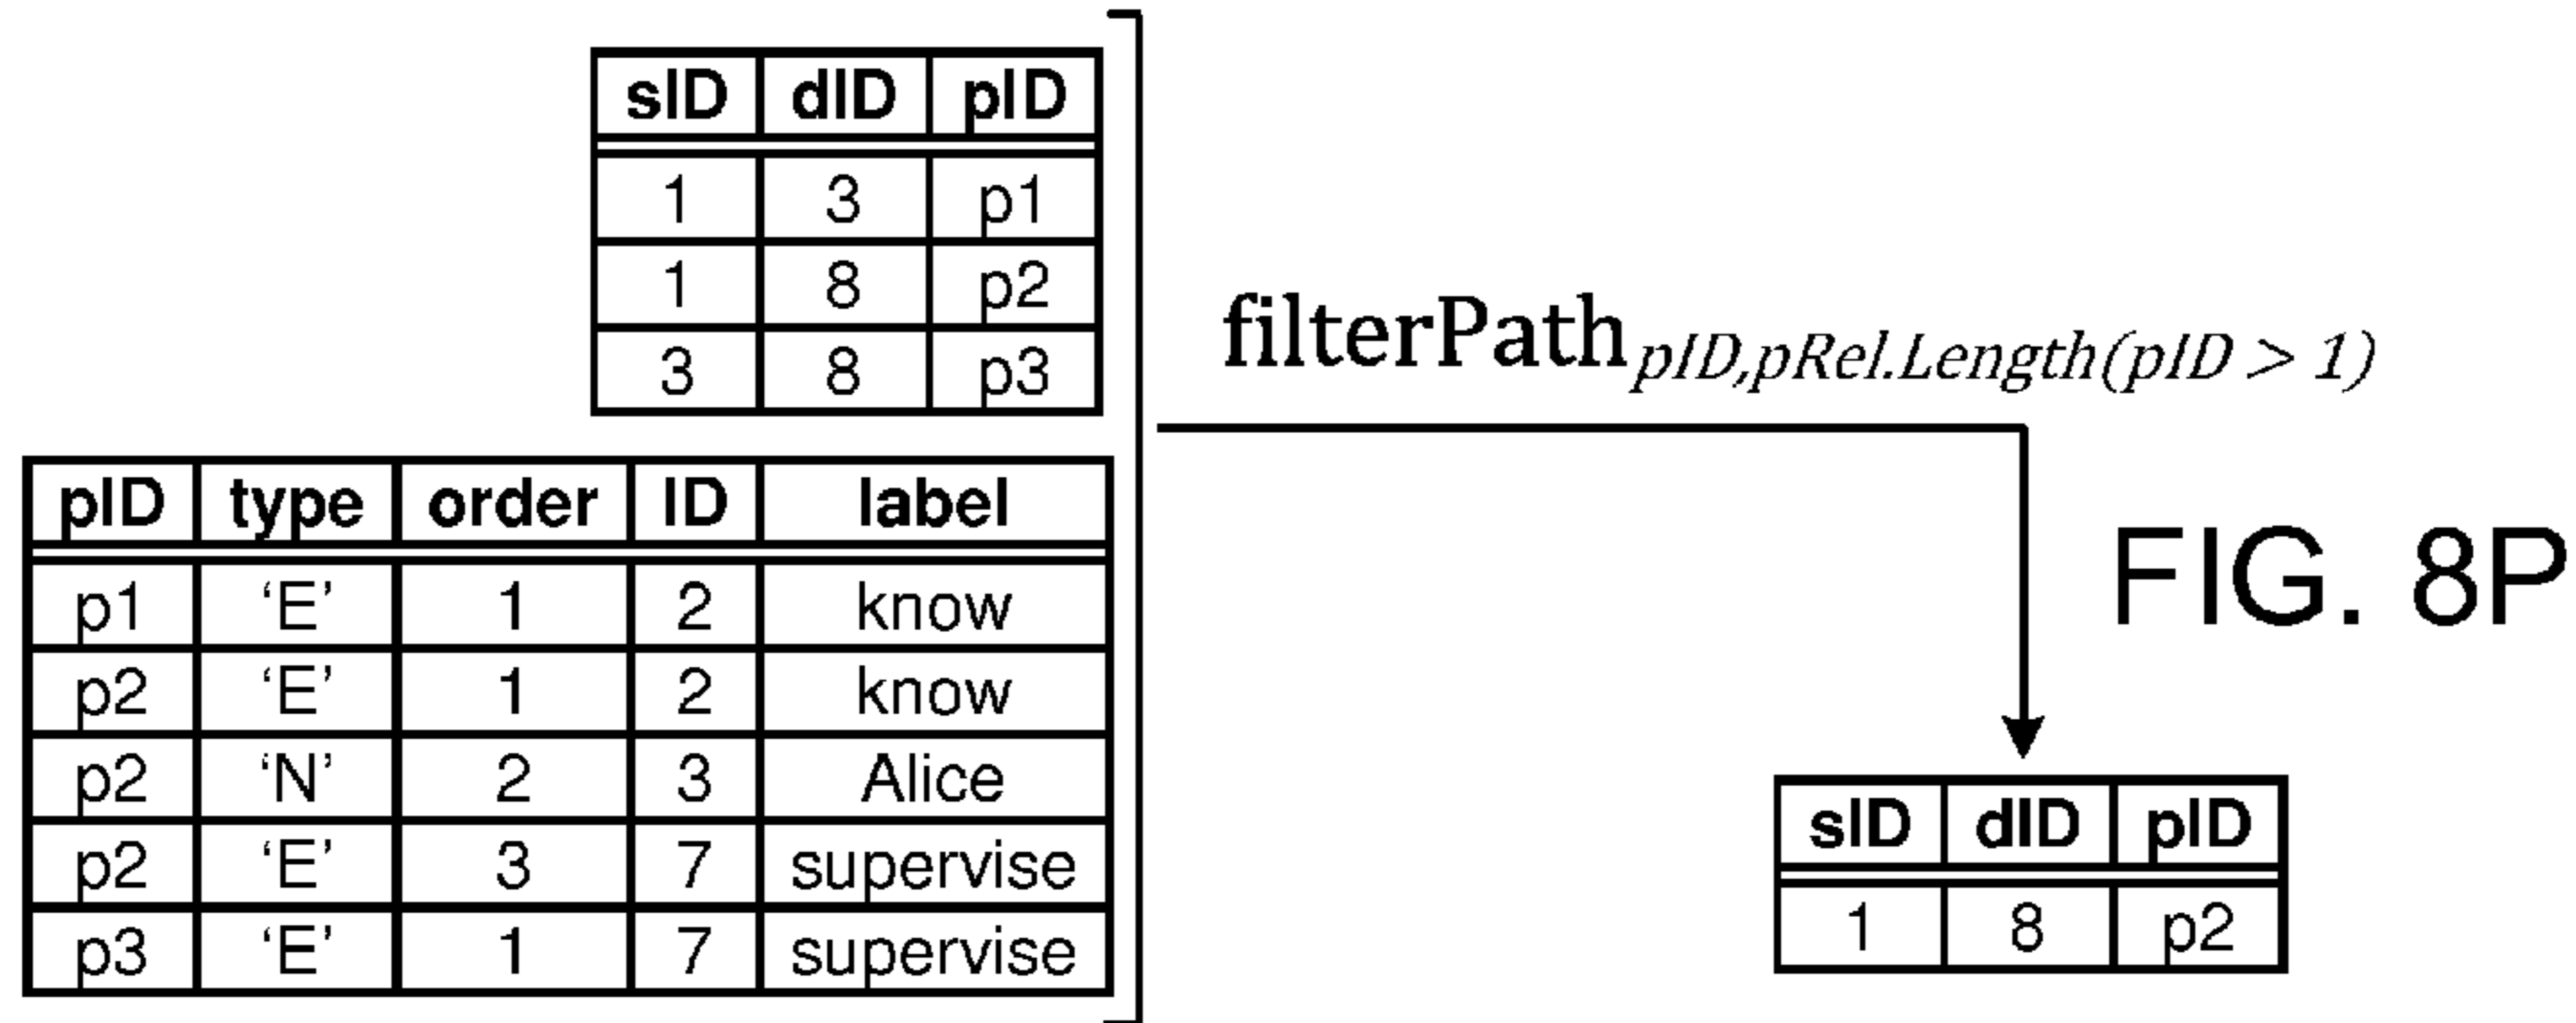 sID dID pID
1 3 p1
1 8 p2
3 8 p3
filterPath pID,pRel.Length(pID > 1)
pID type order ID label
p1 ‘E’ 1 2 know
p2 ‘E’ 1 2 know
p2 ‘N’ 2 3 Alice
p2 ‘E’ 3 7 supervise
p3 ‘E’ 1 7 supervise
FIG. 8P
sID dID pID
1 8 p2